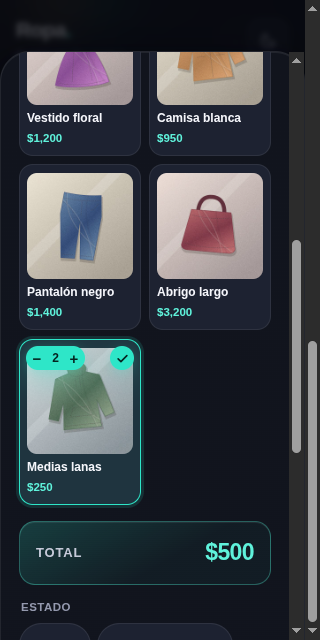 Ropa.
Vestido floral
$1,200
Camisa blanca
$950
Pantalón negro
$1,400
Abrigo largo
$3,200
− 2 +
Medias lanas
$250
TOTAL
$500
ESTADO